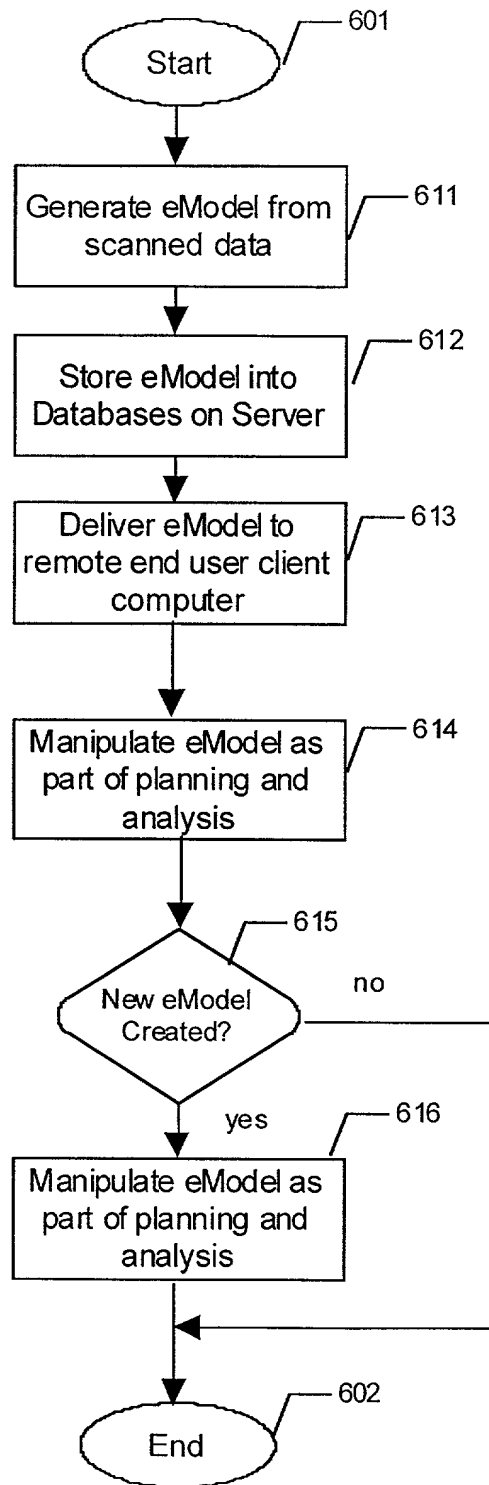 601
Start
611
Generate eModel from
scanned data
612
Store eModel into
Databases on Server
613
Deliver eModel to
remote end user client
computer
614
Manipulate eModel as
part of planning and
analysis
615
New eModel
Created?
no
yes
616
Manipulate eModel as
part of planning and
analysis
602
End